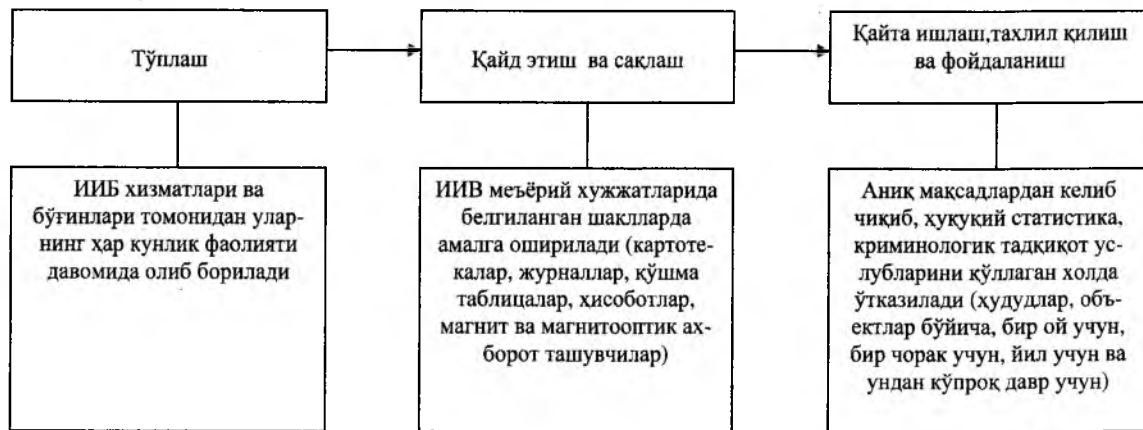 Тўплаш
Қайд этиш ва сақлаш
Қайта ишлаш,тахлил қилиш
ва фойдаланиш
ИИБ хизматлари ва
бўғинлари томонидан улар-
нинг ҳар кунлик фаолияти
давомида олиб борилади
ИИВ меъёрий хужжатларида
белгиланган шаклларда
амалга оширилади (картоте-
калар, журналлар, қўшма
таблицалар, ҳисоботлар,
магнит ва магнитооптик ах-
борот ташувчилар)
Аниқ мақсадлардан келиб
чиқиб, ҳуқуқий статистика,
криминологик тадқиқот ус-
лубларини қўллаган холда
ўтказилади (ҳудудлар, объ-
ектлар бўйича, бир ой учун,
бир чорак учун, йил учун ва
ундан кўпроқ давр учун)